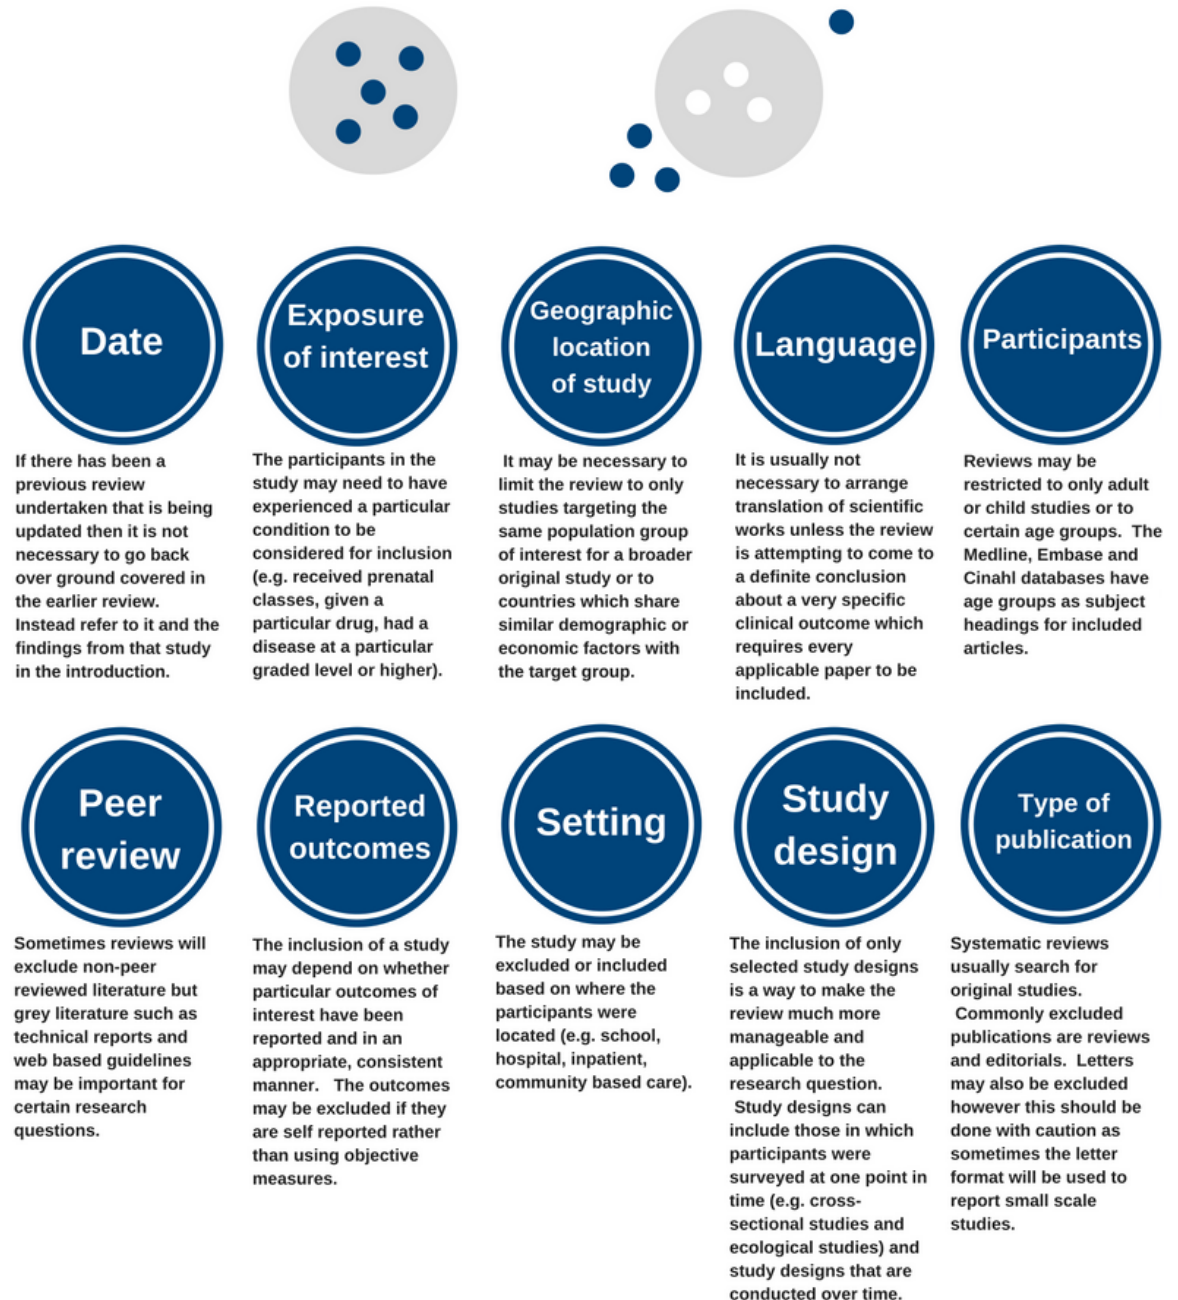 Date
If there has been a
previous review
undertaken that is being
updated then it is not
necessary to go back
over ground covered in
the earlier review.
Instead refer to it and the
findings from that study
in the introduction.
Exposure
of interest
The participants in the
study may need to have
experienced a particular
condition to be
considered for inclusion
(e.g. received prenatal
classes, given a
particular drug, had a
disease at a particular
graded level or higher).
Geographic
location
of study
It may be necessary to
limit the review to only
studies targeting the
same population group
of interest for a broader
original study or to
countries which share
similar demographic or
economic factors with
the target group.
Language
It is usually not
necessary to arrange
translation of scientific
works unless the review
is attempting to come to
a definite conclusion
about a very specific
clinical outcome which
requires every
applicable paper to be
included.
Participants
Reviews may be
restricted to only adult
or child studies or to
certain age groups. The
Medline, Embase and
Cinahl databases have
age groups as subject
headings for included
articles.
Peer
review
Sometimes reviews will
exclude non-peer
reviewed literature but
grey literature such as
technical reports and
web based guidelines
may be important for
certain research
questions.
Reported
outcomes
The inclusion of a study
may depend on whether
particular outcomes of
interest have been
reported and in an
appropriate, consistent
manner. The outcomes
may be excluded if they
are self reported rather
than using objective
measures.
Setting
The study may be
excluded or included
based on where the
participants were
located (e.g. school,
hospital, inpatient,
community based care).
Study
design
The inclusion of only
selected study designs
is a way to make the
review much more
manageable and
applicable to the
research question.
Study designs can
include those in which
participants were
surveyed at one point in
time (e.g. cross-
sectional studies and
ecological studies) and
study designs that are
conducted over time.
Type of
publication
Systematic reviews
usually search for
original studies.
Commonly excluded
publications are reviews
and editorials. Letters
may also be excluded
however this should be
done with caution as
sometimes the letter
format will be used to
report small scale
studies.